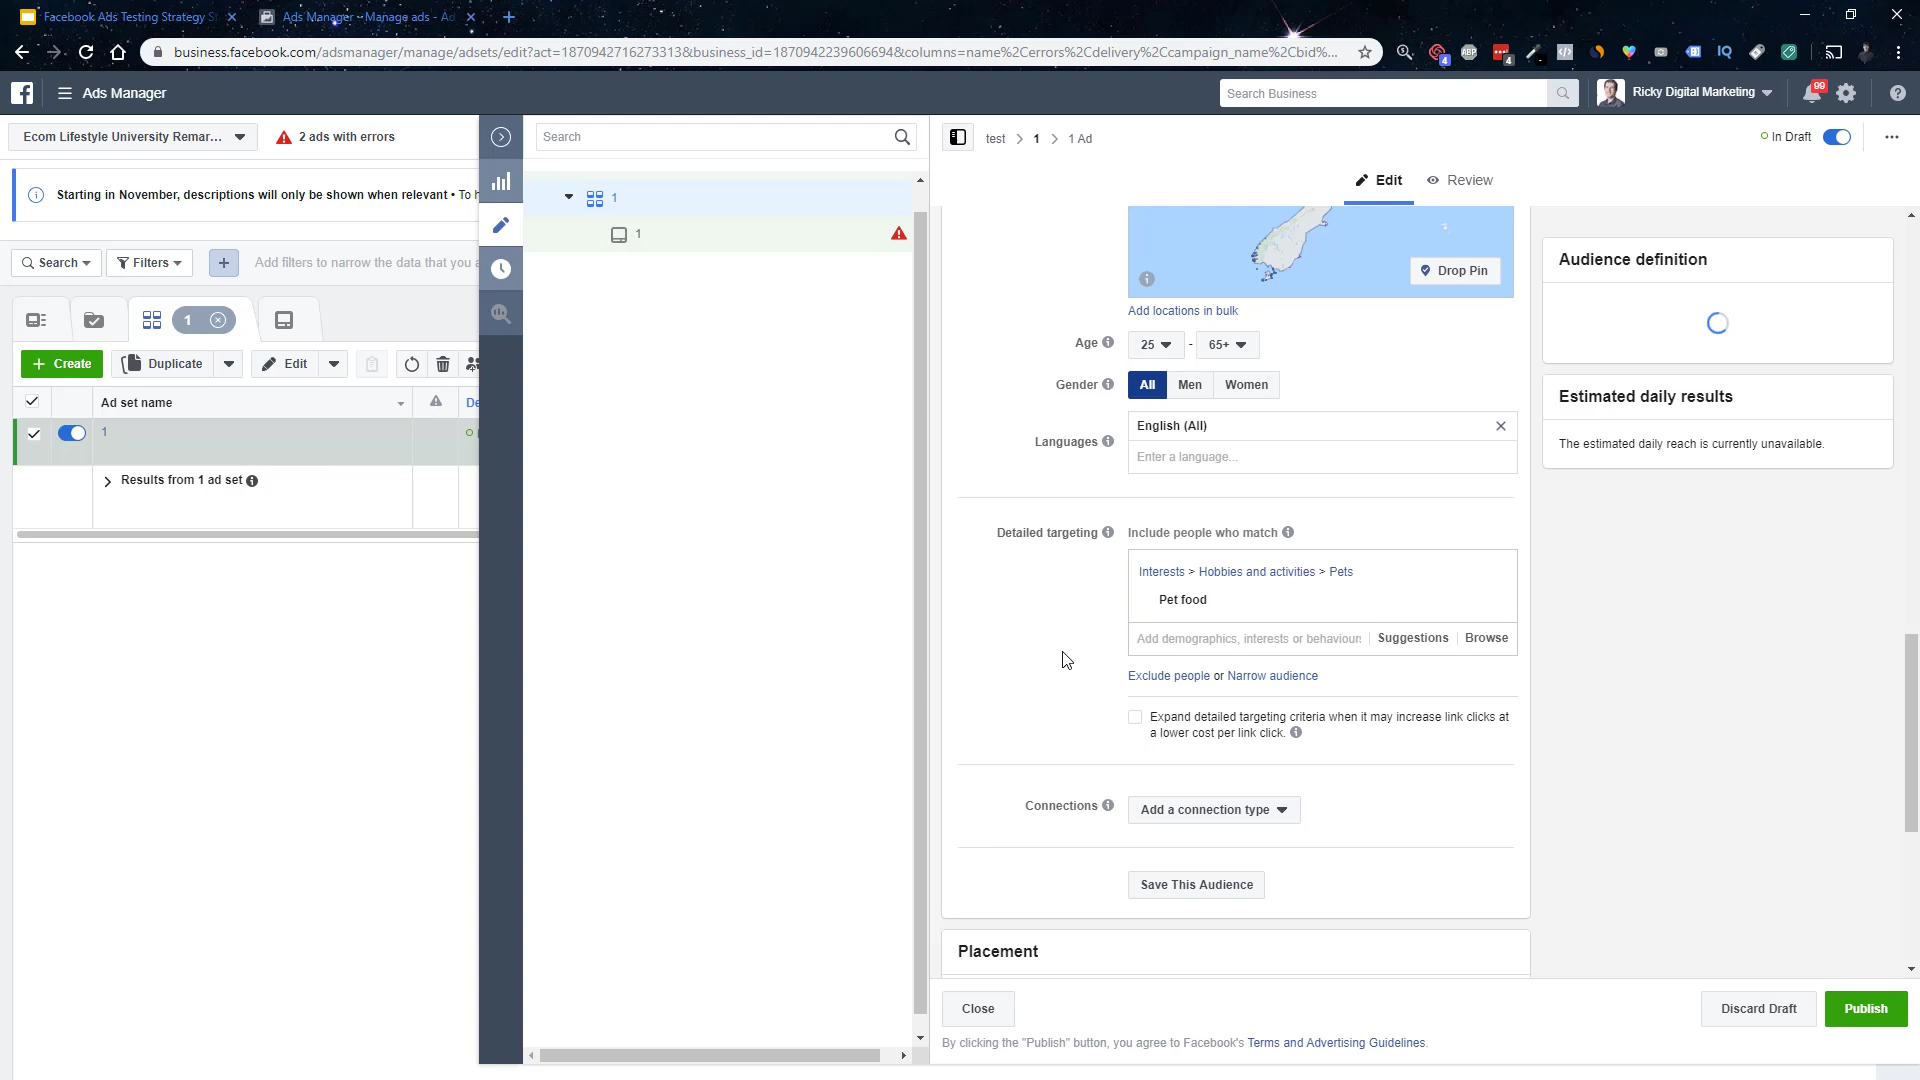 Facebook Ads Testing Strategy S
Ads Manager - Manage ads - Ad
business.facebook.com/adsmanager/manage/adsets/edit?act=1870942716273313&business_id=1870942239606694&columns=name%2Cerrors%2Cdelivery%2Ccampaign_name%2Cbid%...
4
ABP
4
IQ
Ads Manager
Search Business
Ricky Digital Marketing
99
Ecom Lifestyle University Remar...
2 ads with errors
Search
test > 1 > 1 Ad
In Draft
Starting in November, descriptions will only be shown when relevant • To h
1
1
Edit
Review
Search
Filters
Add filters to narrow the data that you a
Drop Pin
Audience definition
Add locations in bulk
1
Age
25
-
65+
Create
Duplicate
Edit
Gender
All
Men
Women
Estimated daily results
The estimated daily reach is currently unavailable.
Ad set name
De
1
Languages
English (All)
Enter a language...
Results from 1 ad set
Detailed targeting
Include people who match
Interests > Hobbies and activities > Pets
Pet food
Add demographics, interests or behaviours
Suggestions
Browse
Exclude people or Narrow audience
Expand detailed targeting criteria when it may increase link clicks at
a lower cost per link click.
Connections
Add a connection type
Save This Audience
Placement
Close
Discard Draft
Publish
By clicking the "Publish" button, you agree to Facebook's Terms and Advertising Guidelines.